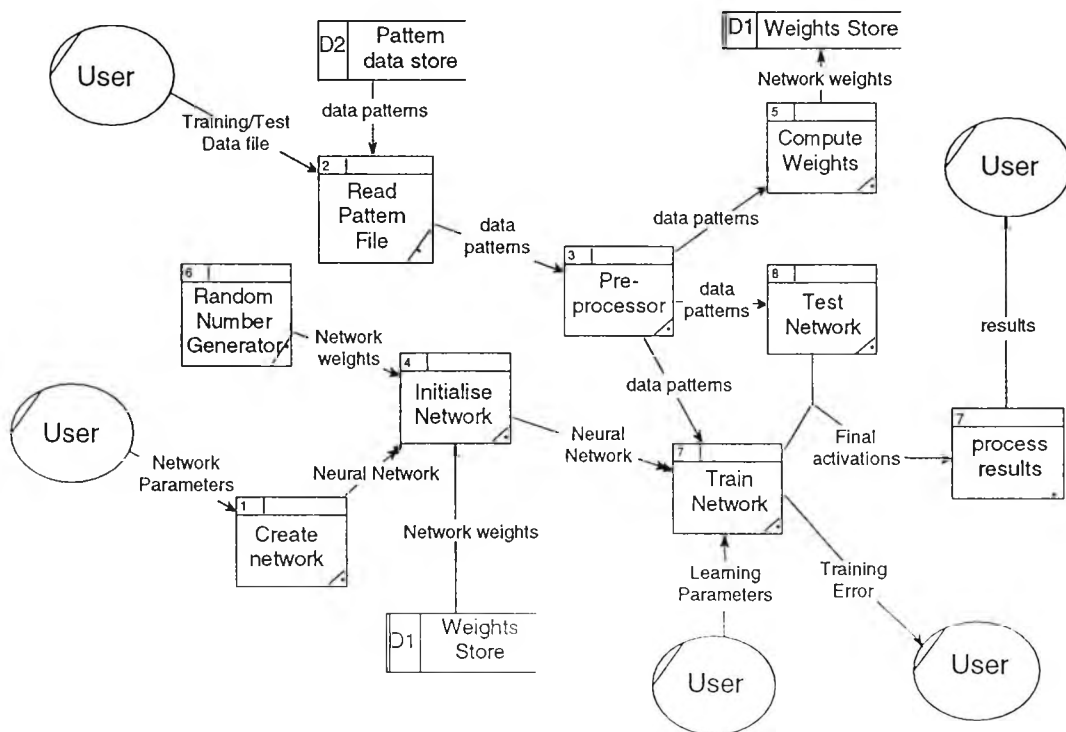 D2
Pattern
data store
D1
Weights Store
User
data patterns
Network weights
Training/Test
Data file
5
Compute
Weights
User
2
Read
Pattern
File
data
patterns
data patterns
6
Random
Number
Generator
3
Pre-
processor
data
patterns
8
Test
Network
results
Network
weights
4
Initialise
Network
data patterns
User
Neural
Network
Final
activations
7
process
results
Network
Parameters
Neural Network
7
Train
Network
1
Create
network
Network weights
Learning
Parameters
Training
Error
D1
Weights
Store
User
User